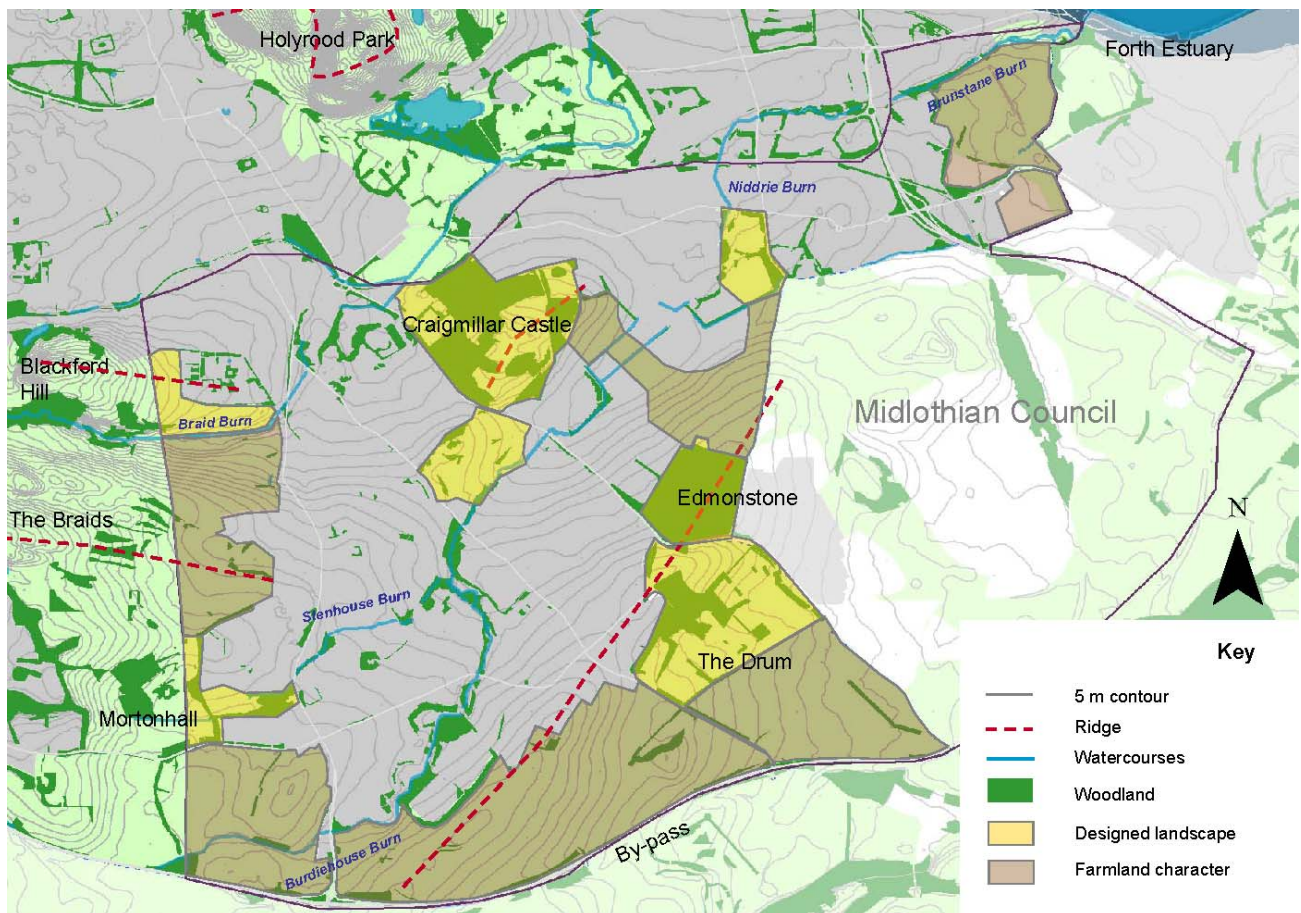 Holyrood Park
Forth Estuary
Brunstane Burn
Niddrie Burn
Craigmillar Castle
Blackford
Hill
Braid Burn
Midlothian Council
Edmonstone
The Braids
N
Stenhouse Burn
The Drum
Mortonhall
By-pass
Burdiehouse Burn
Key
5 m contour
Ridge
Watercourses
Woodland
Designed landscape
Farmland character